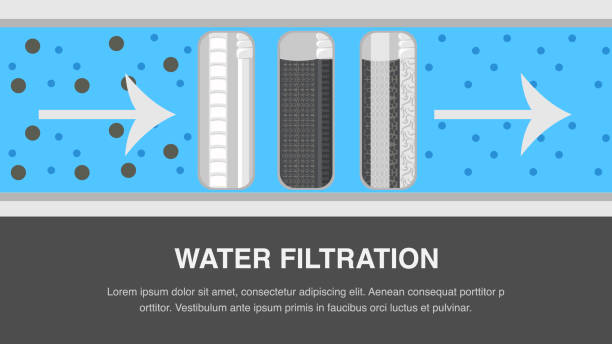 WATER FILTRATION
Lorem ipsum dolor sit amet, consectetur adipiscing elit. Aenean consequat porttitor p
orttitor. Vestibulum ante ipsum primis in faucibus orci luctus et pulvinar.